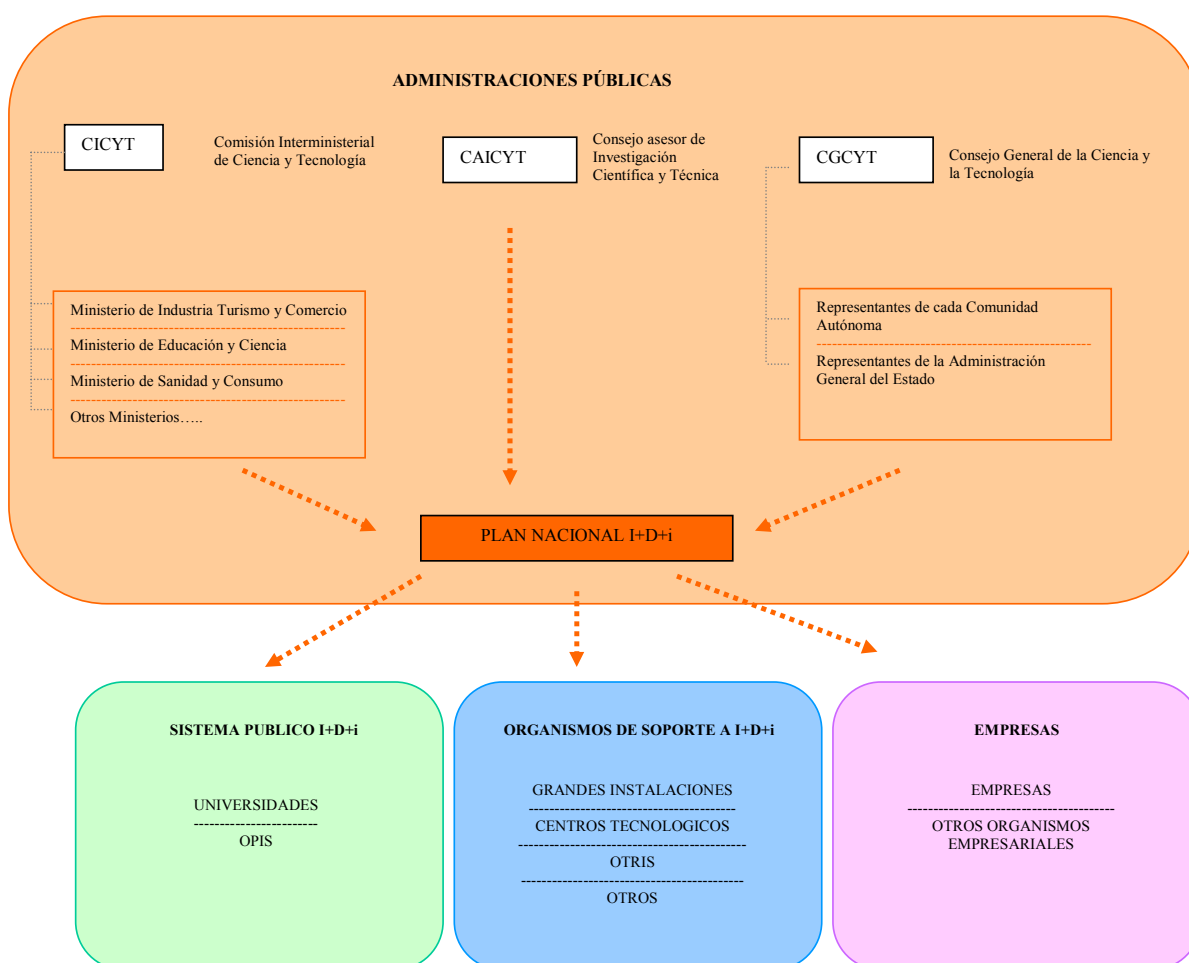 ADMINISTRACIONES PÚBLICAS
CICYT
Comisión Interministerial
de Ciencia y Tecnología
CAICYT
Consejo asesor de
Investigación
Científica y Técnica
CGCYT
Consejo General de la Ciencia y
la Tecnología
Ministerio de Industria Turismo y Comercio
Ministerio de Educación y Ciencia
Ministerio de Sanidad y Consumo
Otros Ministerios…..
Representantes de cada Comunidad
Autónoma
Representantes de la Administración
General del Estado
PLAN NACIONAL I+D+i
SISTEMA PUBLICO I+D+i
UNIVERSIDADES
OPIS
ORGANISMOS DE SOPORTE A I+D+i
GRANDES INSTALACIONES
CENTROS TECNOLOGICOS
OTRIS
OTROS
EMPRESAS
EMPRESAS
OTROS ORGANISMOS
EMPRESARIALES